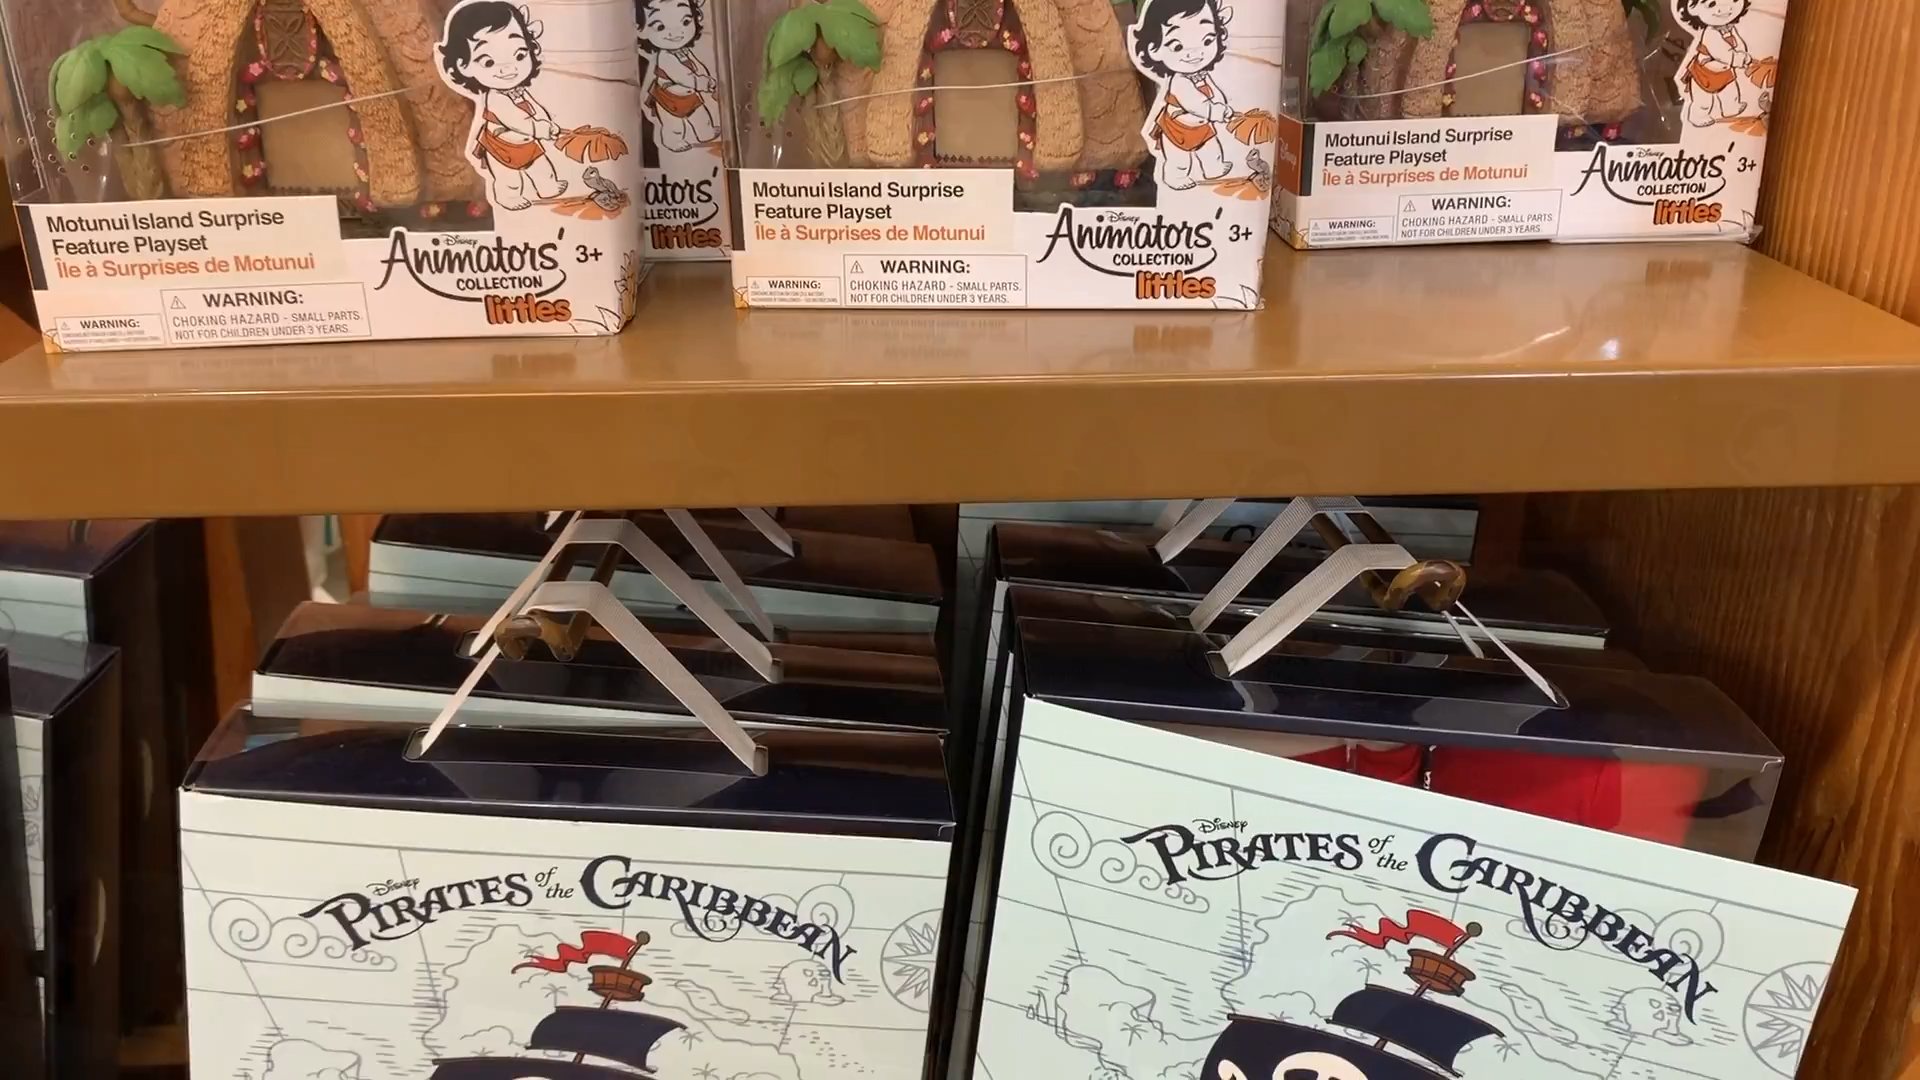 Motunui Island Surprise
Feature Playset
Île à Surprises de Motunui
Disney
Animators'
COLLECTION
littles
3+
WARNING:
WARNING:
CHOKING HAZARD - SMALL PARTS.
NOT FOR CHILDREN UNDER 3 YEARS.
ators'
LLECTION
littles
Motunui Island Surprise
Feature Playset
Île à Surprises de Motunui
Disney
Animators'
COLLECTION
littles
3+
WARNING:
WARNING:
CHOKING HAZARD - SMALL PARTS.
NOT FOR CHILDREN UNDER 3 YEARS.
Motunui Island Surprise
Feature Playset
Île à Surprises de Motunui
Disney
Animators'
COLLECTION
littles
3+
WARNING:
WARNING:
CHOKING HAZARD - SMALL PARTS.
NOT FOR CHILDREN UNDER 3 YEARS.
Disney
PIRATES of the CARIBBEAN
Disney
PIRATES of the CARIBBEAN